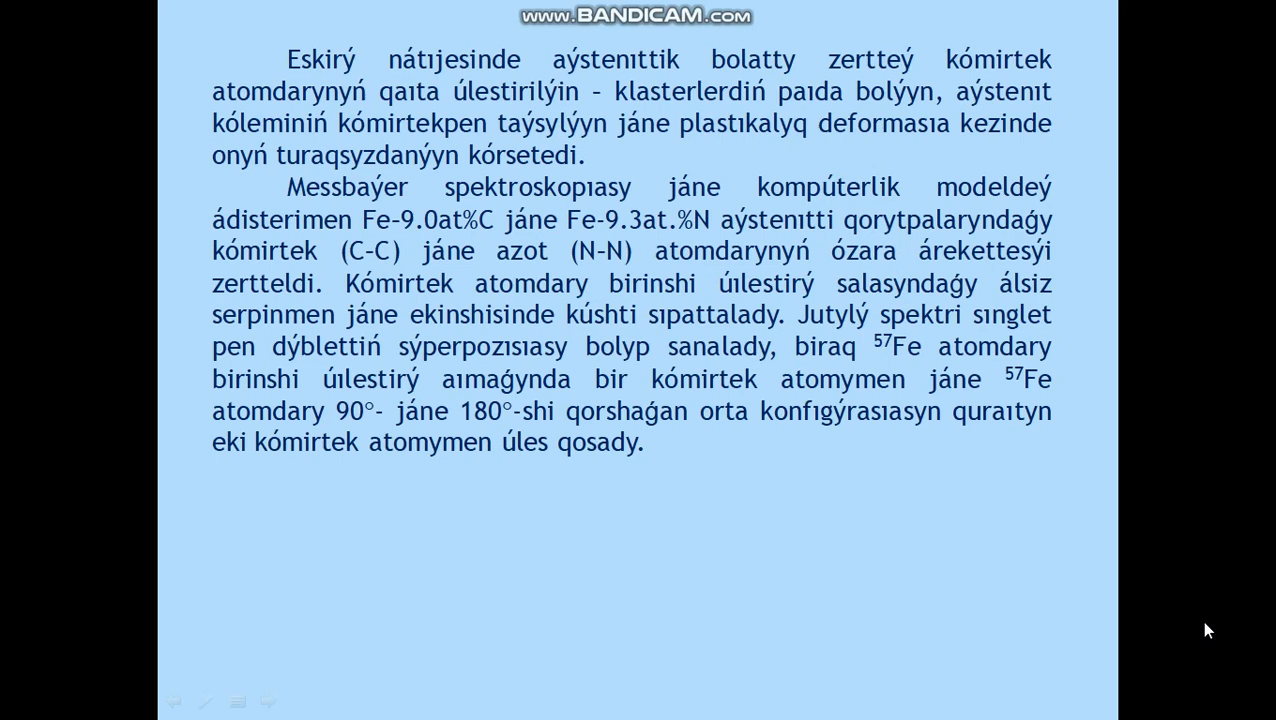 www.BANDICAM.com
Eskirý nátıjesinde aýstenıttik bolatty zertteý kómirtek
atomdarynyń qaıta úlestirilýin – klasterlerdiń paıda bolýyn, aýstenıt
kóleminiń kómirtekpen taýsylýyn jáne plastıkalyq deformasıa kezinde
onyń turaqsyzdanýyn kórsetedi.
Messbaýer spektroskopıasy jáne kompúterlik modeldeý
ádisterimen Fe–9.0at%C jáne Fe-9.3at.%N aýstenıtti qorytpalaryndaǵy
kómirtek (C–C) jáne azot (N–N) atomdarynyń ózara árekettesýi
zertteldi. Kómirtek atomdary birinshi úılestirý salasyndaǵy álsiz
serpinmen jáne ekinshisinde kúshti sıpattalady. Jutylý spektri sınglet
pen dýblettiń sýperpozısıasy bolyp sanalady, biraq ⁵⁷Fe atomdary
birinshi úılestirý aımaǵynda bir kómirtek atomymen jáne ⁵⁷Fe
atomdary 90°- jáne 180°-shi qorshaǵan orta konfıgýrasıasyn quraıtyn
eki kómirtek atomymen úles qosady.